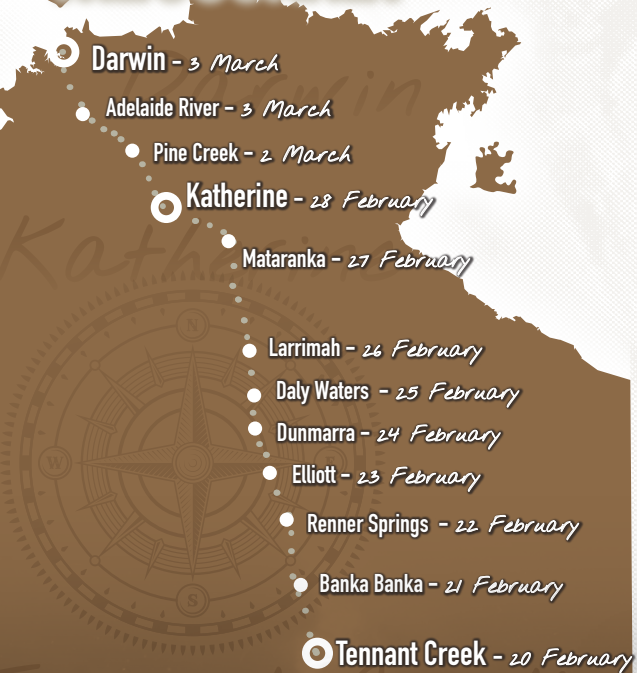 Darwin
Darwin - 3 March
Adelaide River - 3 March
Pine Creek - 2 March
Katherine - 28 February
Katherine
Mataranka - 27 February
N
Larrimah - 26 February
Daly Waters - 25 February
Dunmarra - 24 February
W
E
Elliott - 23 February
Renner Springs - 22 February
Banka Banka - 21 February
S
Tennant Creek - 20 February